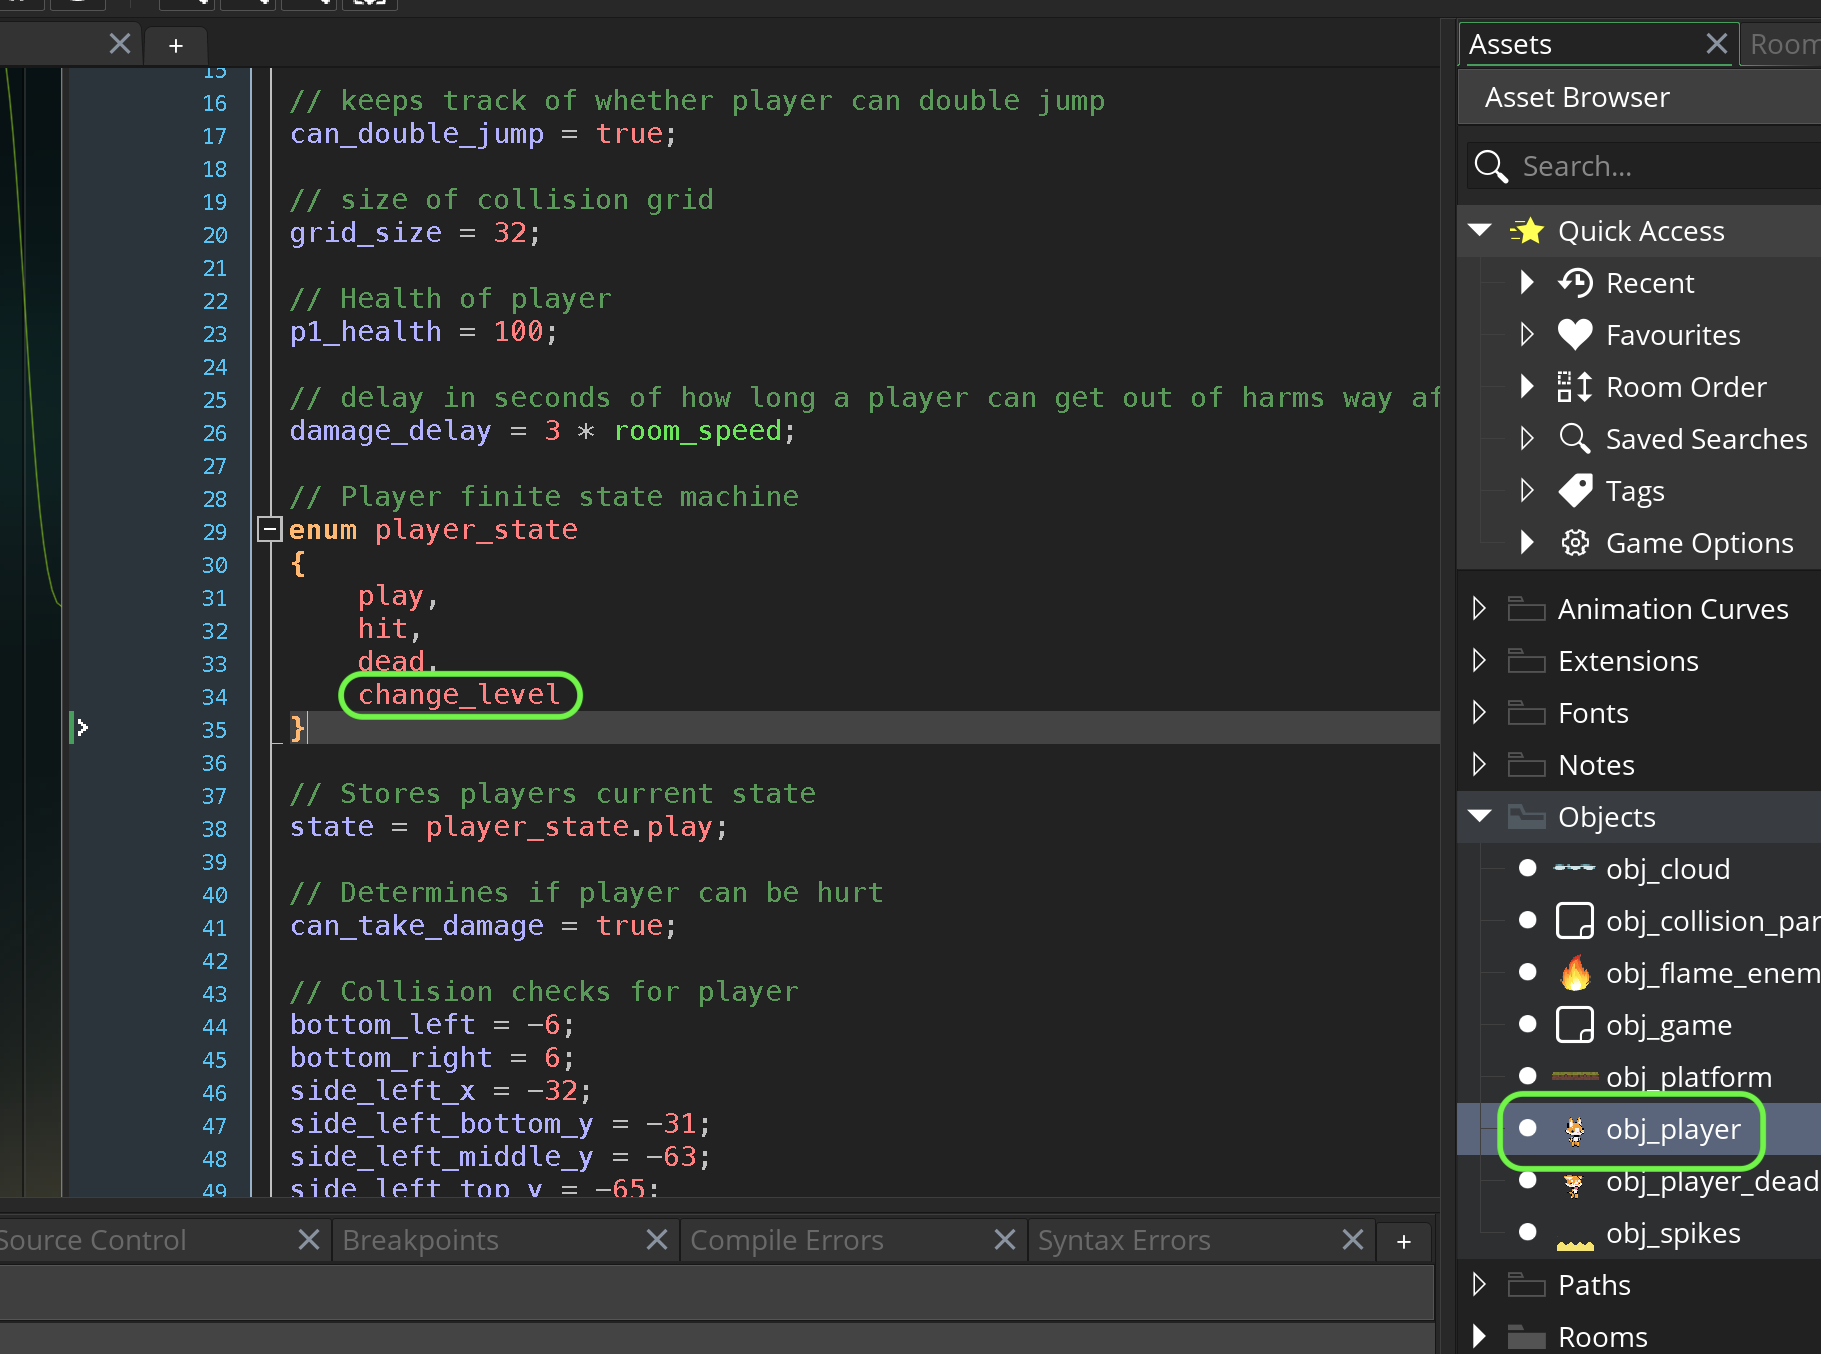 +
15
16 // keeps track of whether player can double jump
17 can_double_jump = true;
18
19 // size of collision grid
20 grid_size = 32;
21
22 // Health of player
23 p1_health = 100;
24
25 // delay in seconds of how long a player can get out of harms way af
26 damage_delay = 3 * room_speed;
27
28 // Player finite state machine
29 enum player_state
30 {
31 play,
32 hit,
33 dead,
34 change_level
35 }
36
37 // Stores players current state
38 state = player_state.play;
39
40 // Determines if player can be hurt
41 can_take_damage = true;
42
43 // Collision checks for player
44 bottom_left = -6;
45 bottom_right = 6;
46 side_left_x = -32;
47 side_left_bottom_y = -31;
48 side_left_middle_y = -63;
49 side_left_top_y = -65;
Source Control
Breakpoints
Compile Errors
Syntax Errors
+
Assets
Room
Asset Browser
Search...
Quick Access
Recent
Favourites
Room Order
Saved Searches
Tags
Game Options
Animation Curves
Extensions
Fonts
Notes
Objects
obj_cloud
obj_collision_par
obj_flame_enem
obj_game
obj_platform
obj_player
obj_player_dead
obj_spikes
Paths
Rooms